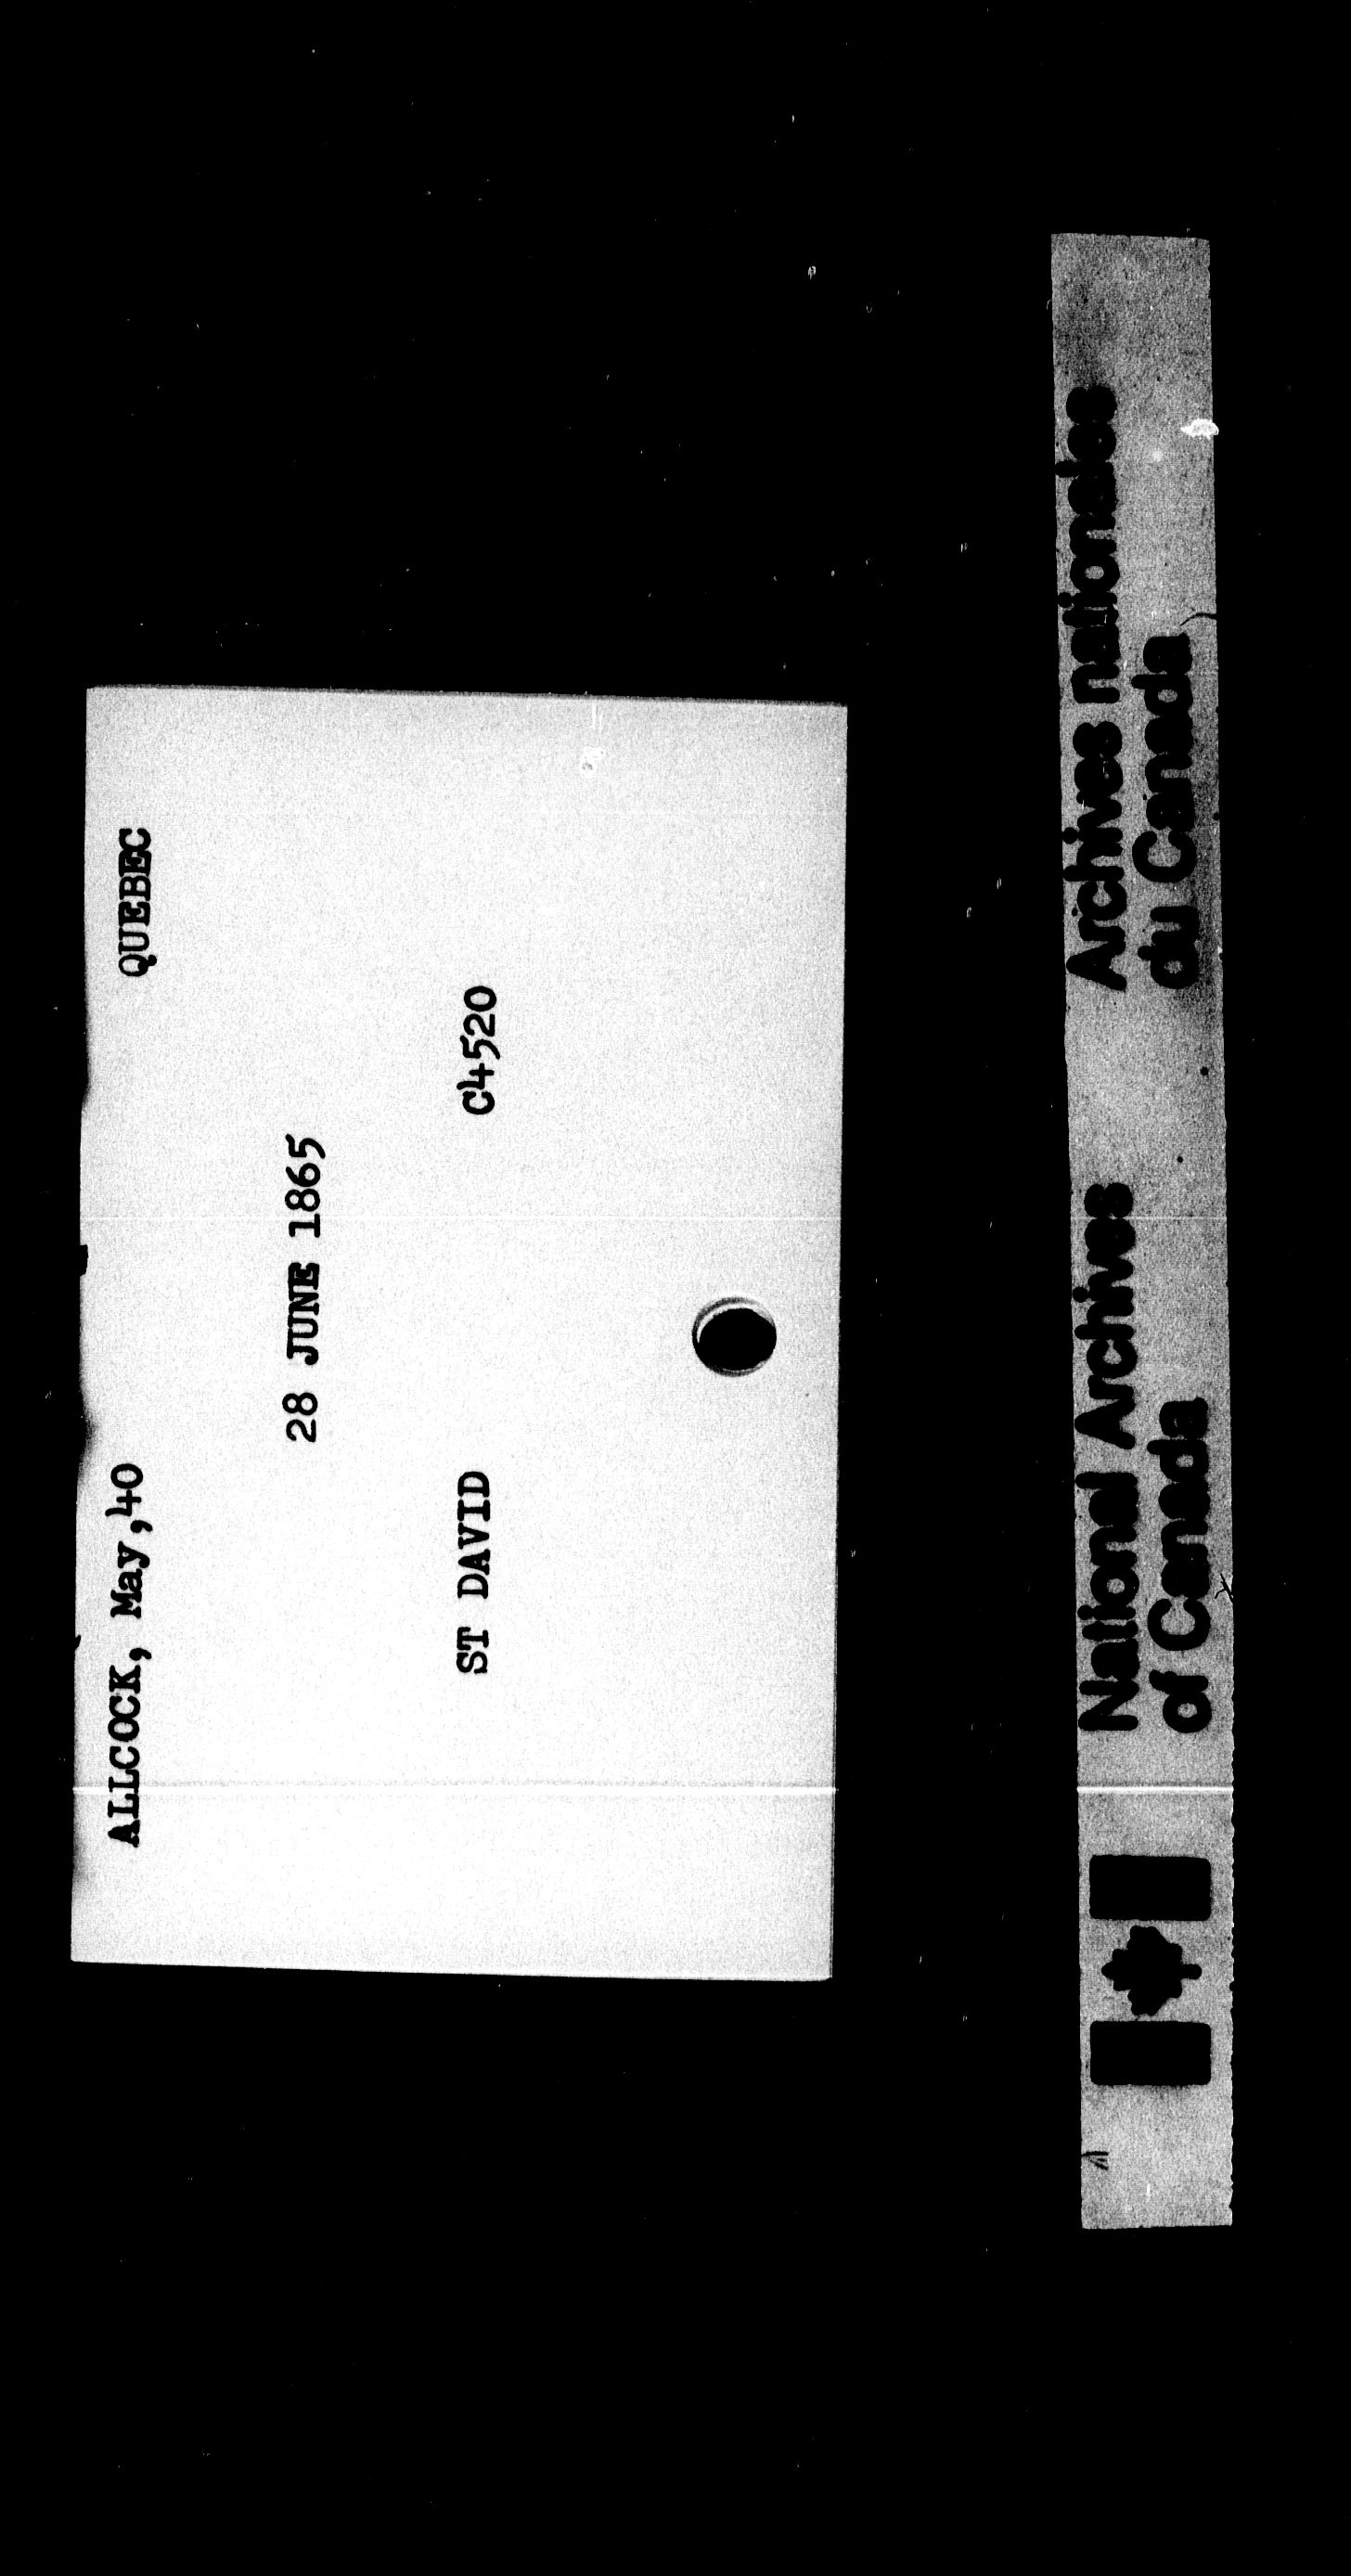 ALLCOCK, May,40 QUEBEC
28 JUNE 1865
ST DAVID C4520
National Archives Archives nationales
of Canada du Canada